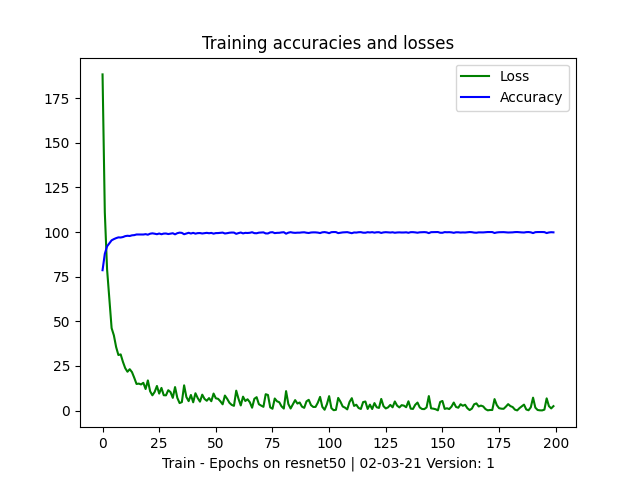 Training accuracies and losses
Loss
Accuracy
175
150
125
100
75
50
25
0
0 25 50 75 100 125 150 175 200
Train - Epochs on resnet50 | 02-03-21 Version: 1